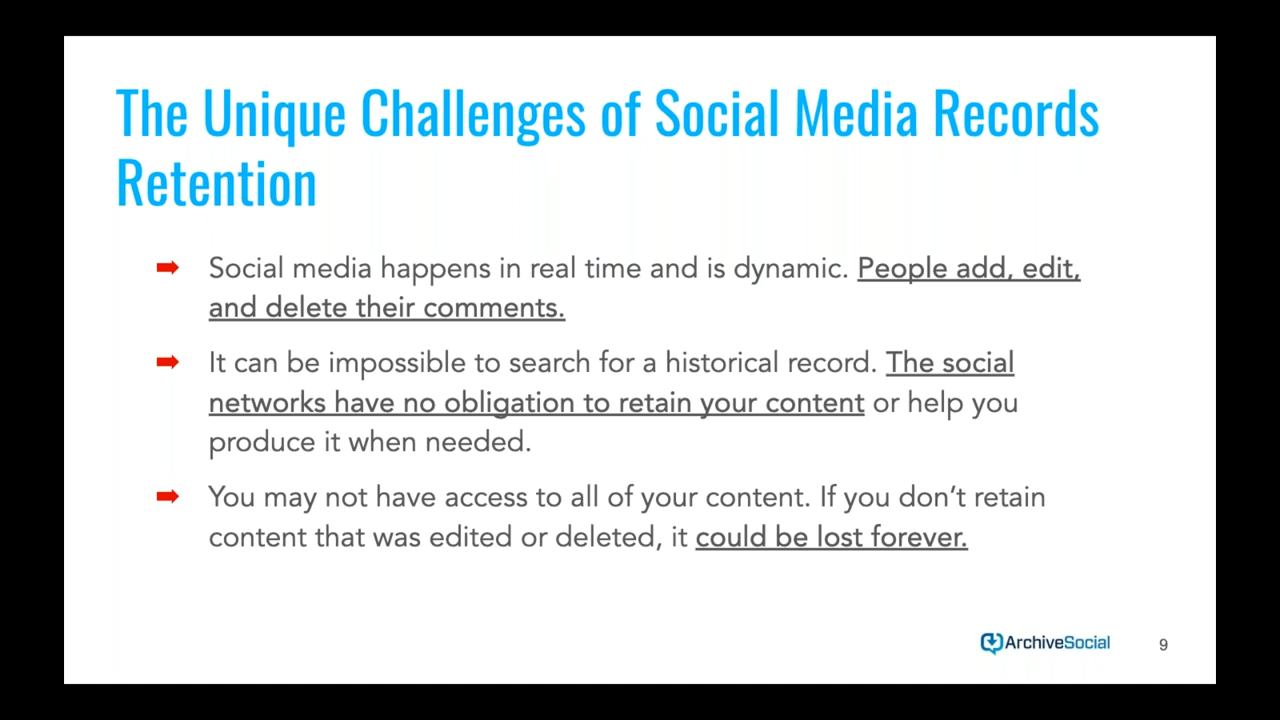 The Unique Challenges of Social Media Records
Retention
Social media happens in real time and is dynamic. People add, edit,
and delete their comments.
It can be impossible to search for a historical record. The social
networks have no obligation to retain your content or help you
produce it when needed.
You may not have access to all of your content. If you don’t retain
content that was edited or deleted, it could be lost forever.
ArchiveSocial
9